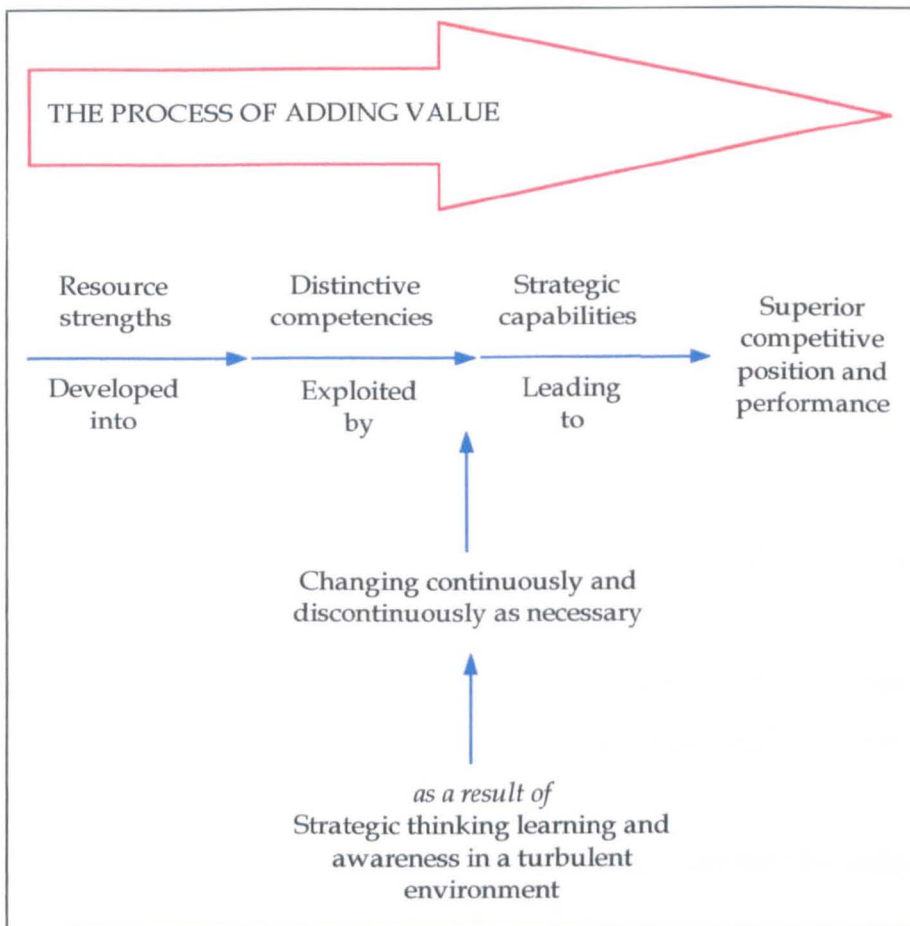 THE PROCESS OF ADDING VALUE
Resource
strengths
Developed
into
Distinctive
competencies
Exploited
by
Strategic
capabilities
Leading
to
Superior
competitive
position and
performance
Changing continuously and
discontinuously as necessary
as a result of
Strategic thinking learning and
awareness in a turbulent
environment